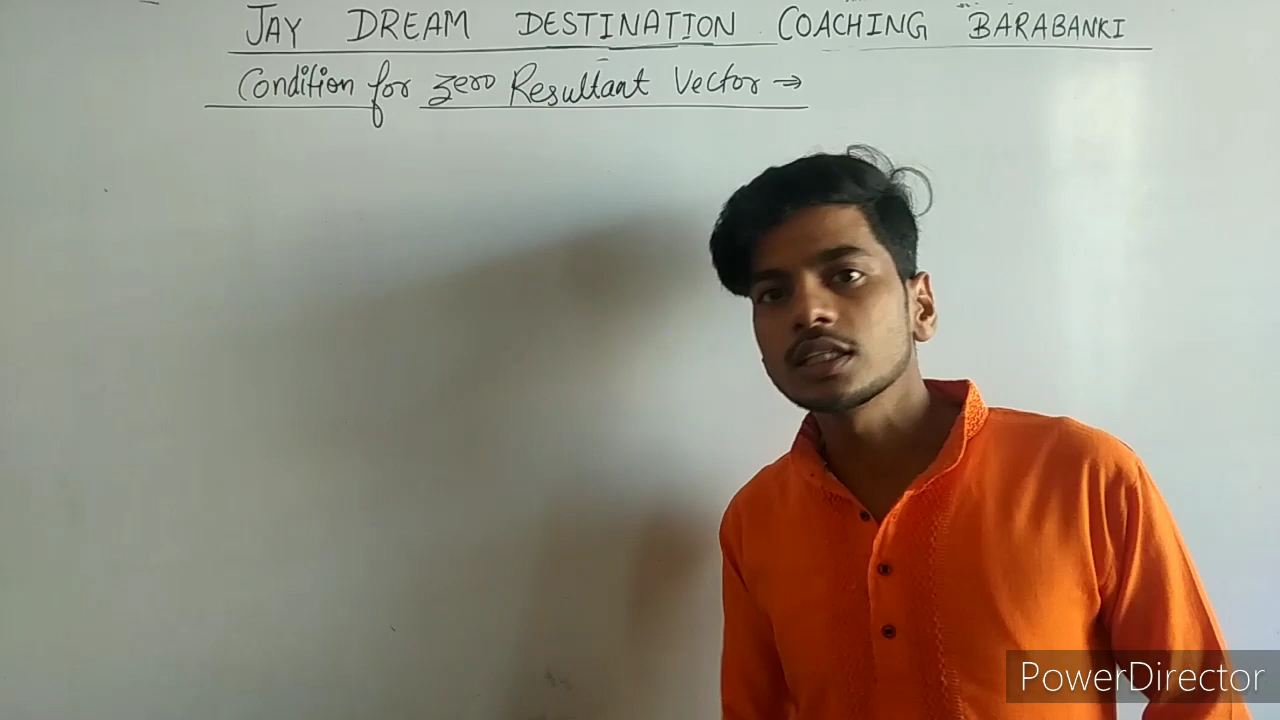 JAY DREAM DESTINATION COACHING BARABANKI
Condition for zero Resultant Vector →
PowerDirector